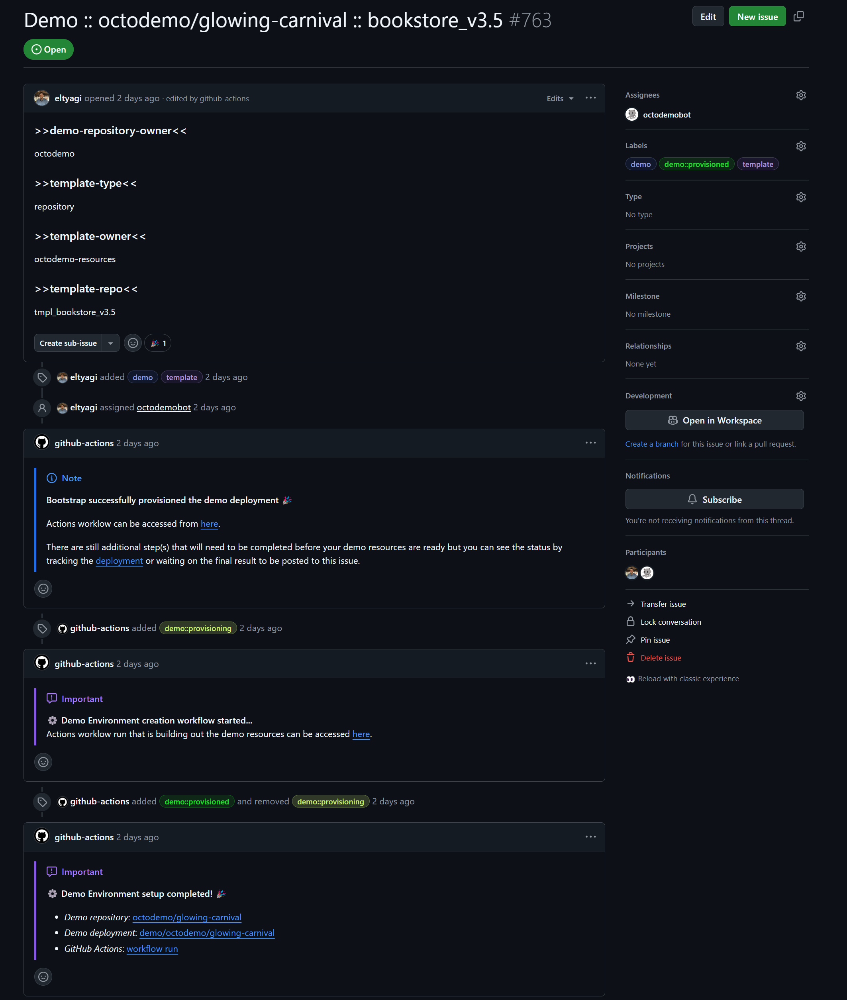 Demo :: octodemo/glowing-carnival :: bookstore_v3.5 #763
Edit
New issue
Open
eltyagi opened 2 days ago · edited by github-actions
Edits
>>demo-repository-owner<<
octodemo
>>template-type<<
repository
>>template-owner<<
octodemo-resources
>>template-repo<<
tmpl_bookstore_v3.5
Create sub-issue
1
eltyagi added demo template 2 days ago
eltyagi assigned octodemobot 2 days ago
github-actions 2 days ago
Note
Bootstrap successfully provisioned the demo deployment 🎉
Actions worklow can be accessed from here.
There are still additional step(s) that will need to be completed before your demo resources are ready but you can see the status by
tracking the deployment or waiting on the final result to be posted to this issue.
github-actions added demo::provisioning 2 days ago
github-actions 2 days ago
Important
Demo Environment creation workflow started...
Actions worklow run that is building out the demo resources can be accessed here.
github-actions added demo::provisioned and removed demo::provisioning 2 days ago
github-actions 2 days ago
Important
Demo Environment setup completed! 🎉
• Demo repository: octodemo/glowing-carnival
• Demo deployment: demo/octodemo/glowing-carnival
• GitHub Actions: workflow run
Assignees
octodemobot
Labels
demo demo::provisioned template
Type
No type
Projects
No projects
Milestone
No milestone
Relationships
None yet
Development
Open in Workspace
Create a branch for this issue or link a pull request.
Notifications
Subscribe
You're not receiving notifications from this thread.
Participants
Transfer issue
Lock conversation
Pin issue
Delete issue
Reload with classic experience